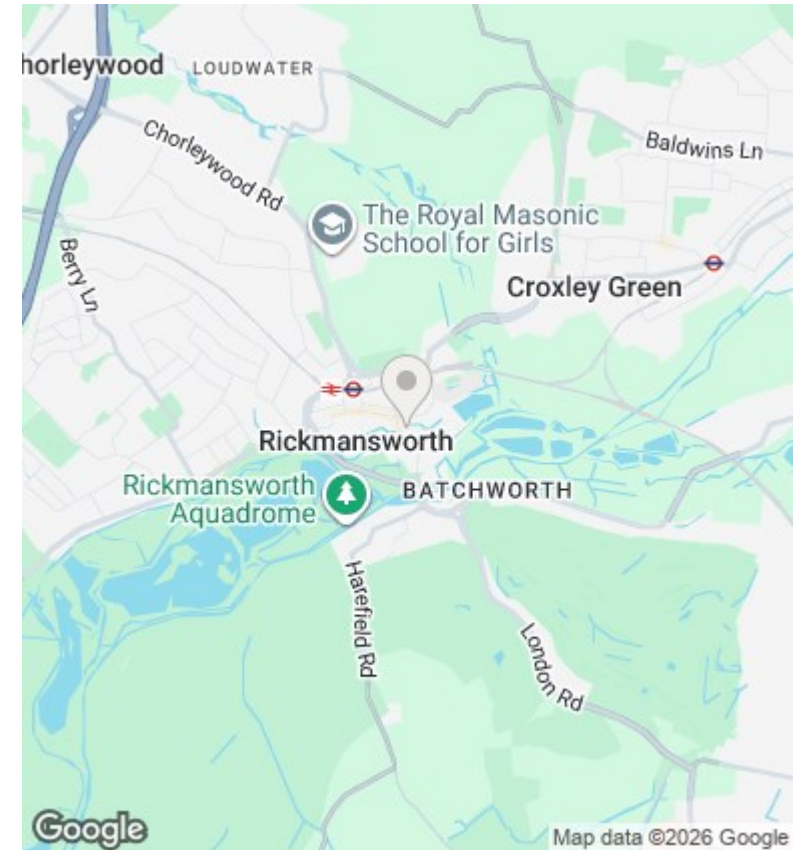 horleywood
LOUDWATER
Chorleywood Rd
Baldwins Ln
The Royal Masonic
School for Girls
Berry Ln
Croxley Green
Rickmansworth
Rickmansworth
Aquadrome
BATCHWORTH
Harefield Rd
London Rd
Google
Map data ©2026 Google